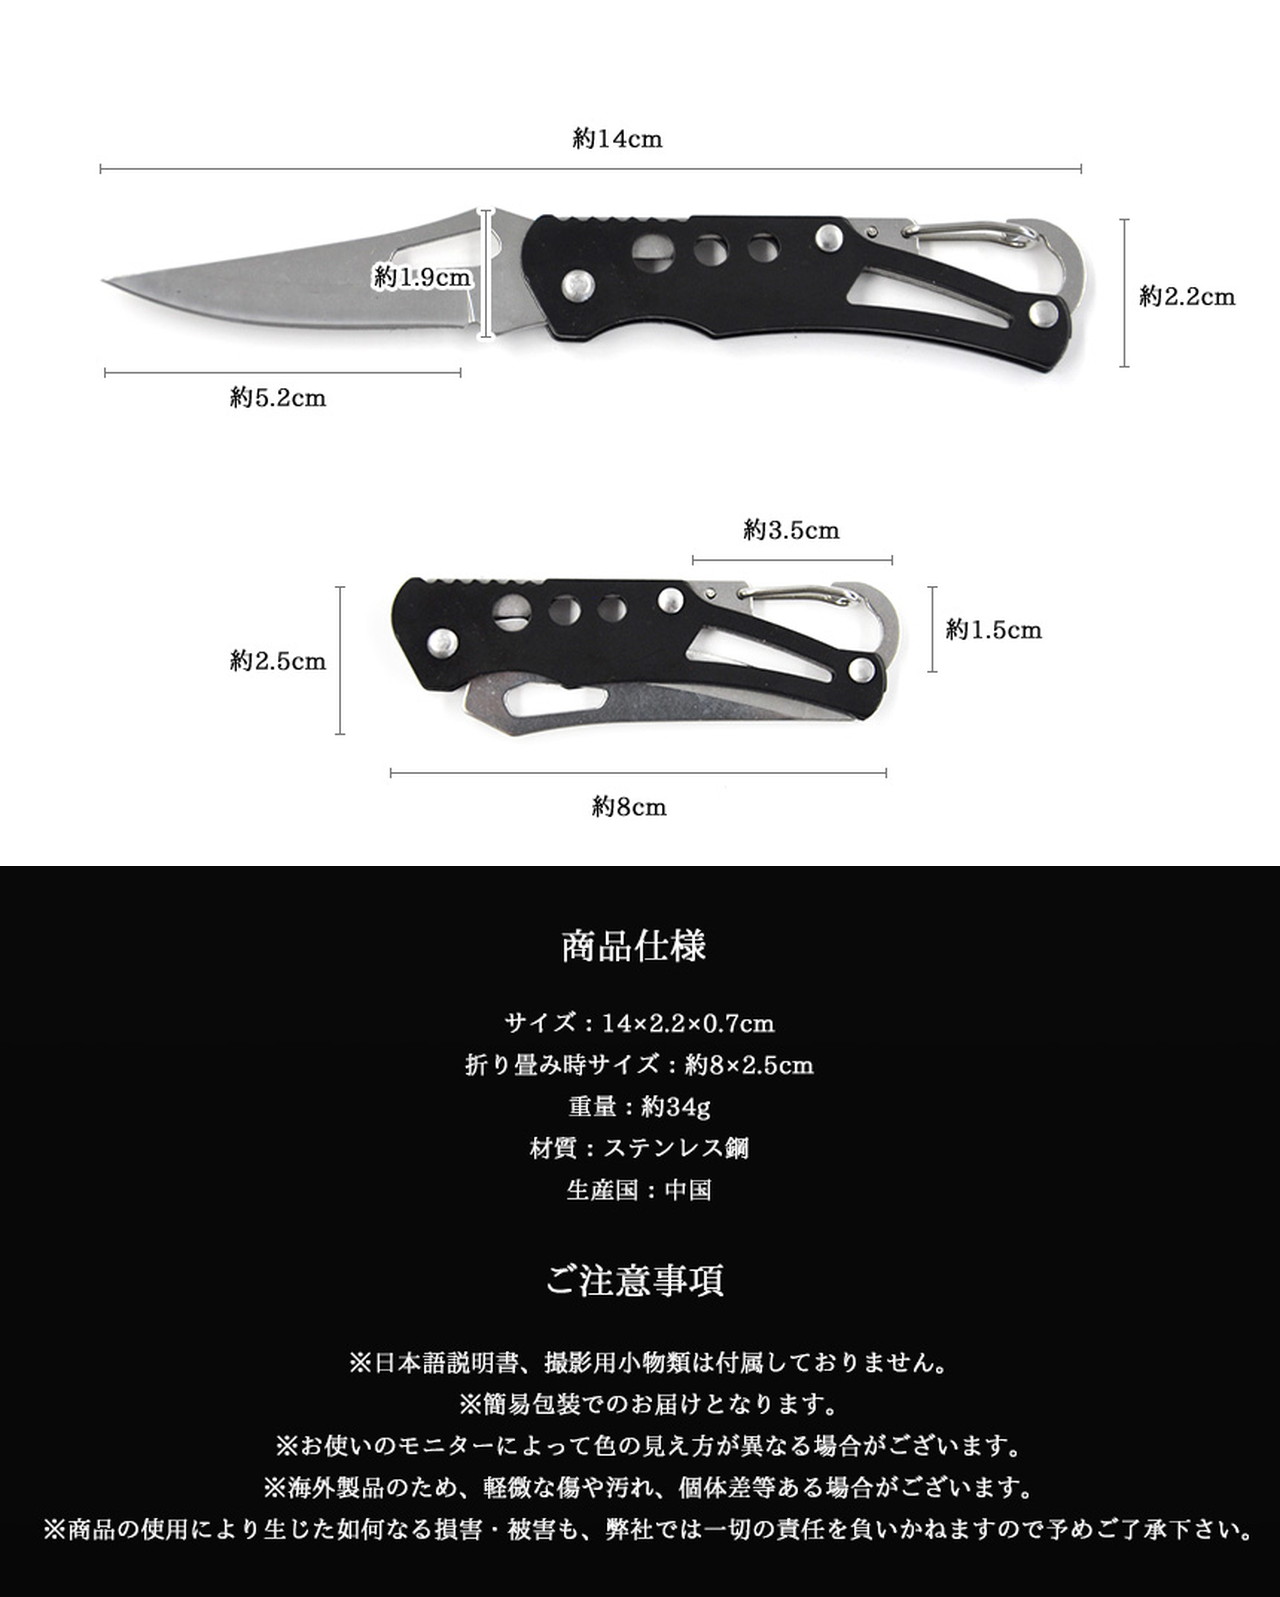 約14cm
約1.9cm
約2.2cm
約5.2cm
約3.5cm
約2.5cm
約1.5cm
約8cm
商品仕様
サイズ：14×2.2×0.7cm
折り畳み時サイズ：約8×2.5cm
重量：約34g
材質：ステンレス鋼
生産国：中国
ご注意事項
※日本語説明書、撮影用小物類は付属しておりません。
※簡易包装でのお届けとなります。
※お使いのモニターによって色の見え方が異なる場合がございます。
※海外製品のため、軽微な傷や汚れ、個体差等ある場合がございます。
※商品の使用により生じた如何なる損害・被害も、弊社では一切の責任を負いかねますので予めご了承下さい。